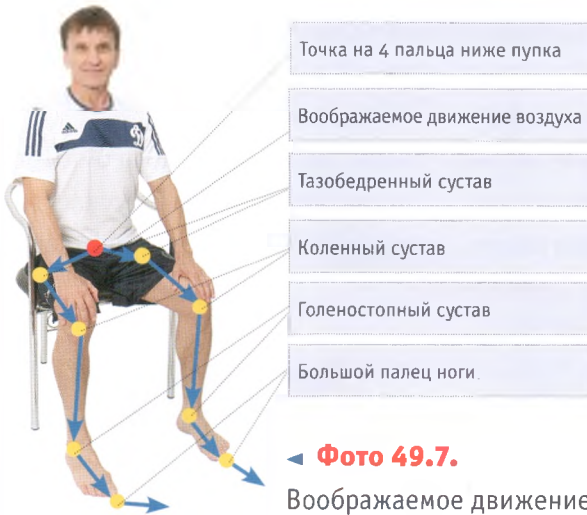 Точка на 4 пальца ниже пупка
Воображаемое движение воздуха
Тазобедренный сустав
Коленный сустав
Голеностопный сустав
Большой палец ноги
Фото 49.7.
Воображаемое движение